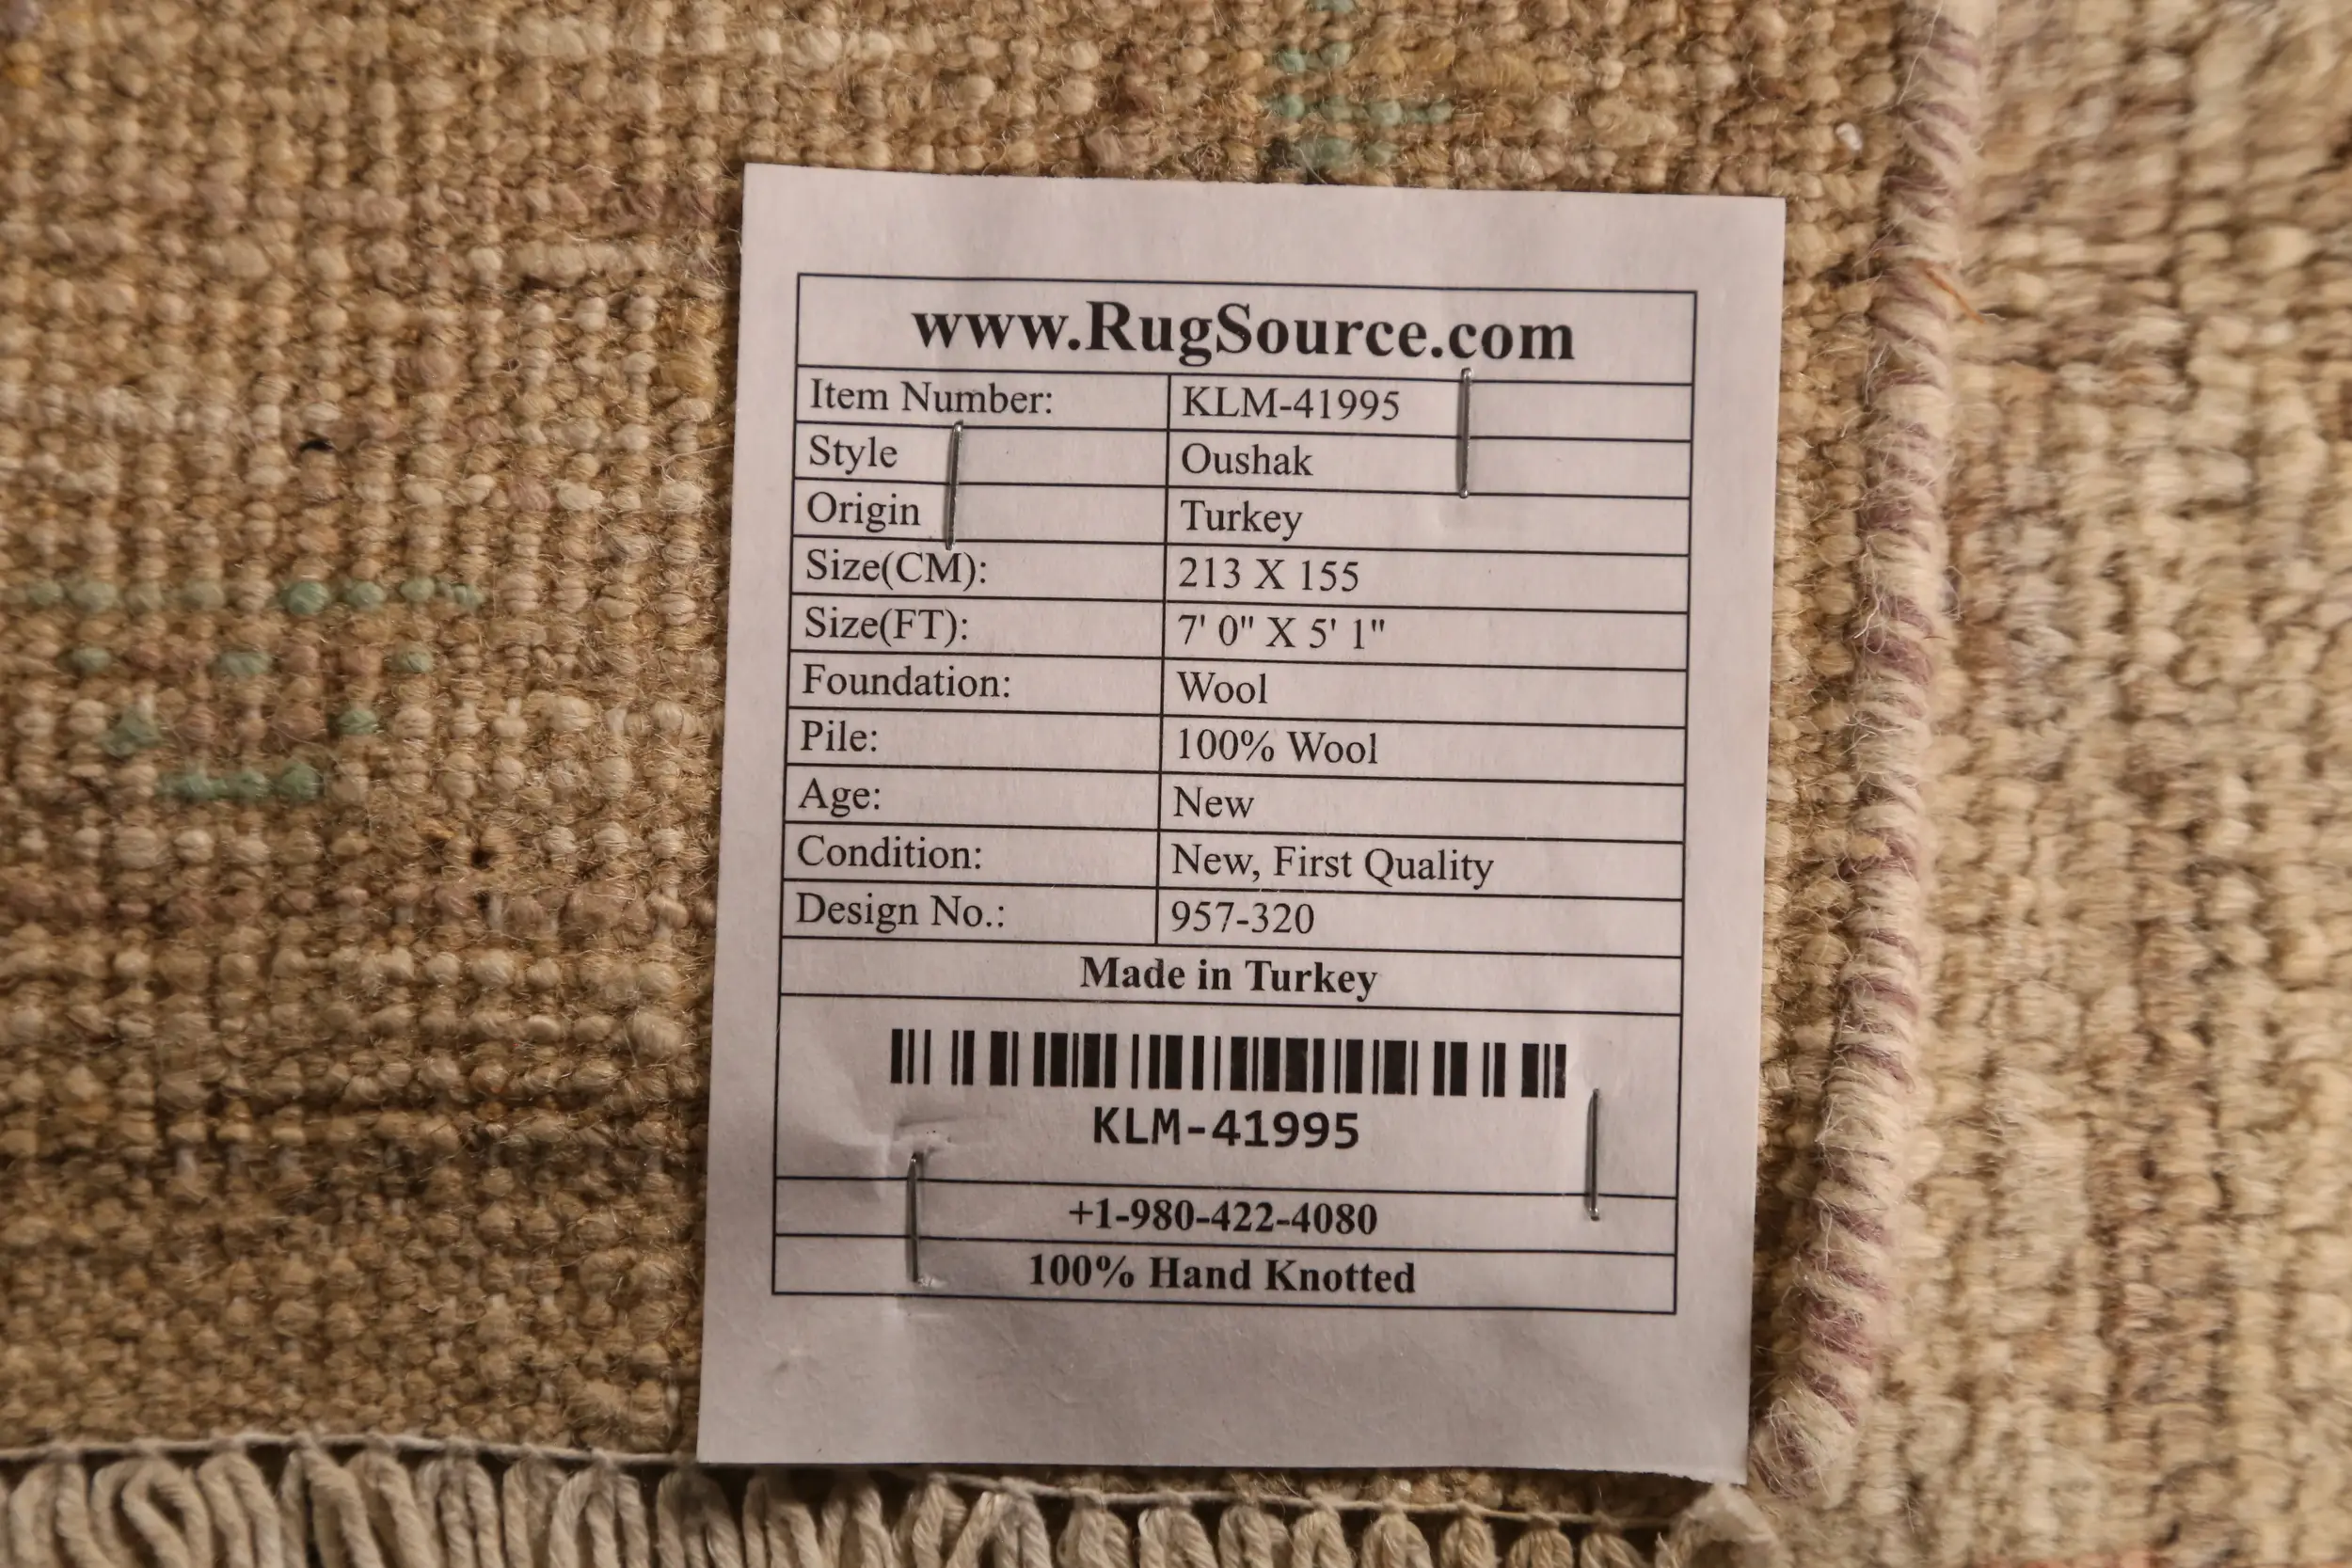 www.RugSource.com
Item Number: KLM-41995
Style Oushak
Origin Turkey
Size(CM): 213 X 155
Size(FT): 7' 0" X 5' 1"
Foundation: Wool
Pile: 100% Wool
Age: New
Condition: New, First Quality
Design No.: 957-320
Made in Turkey
KLM-41995
+1-980-422-4080
100% Hand Knotted